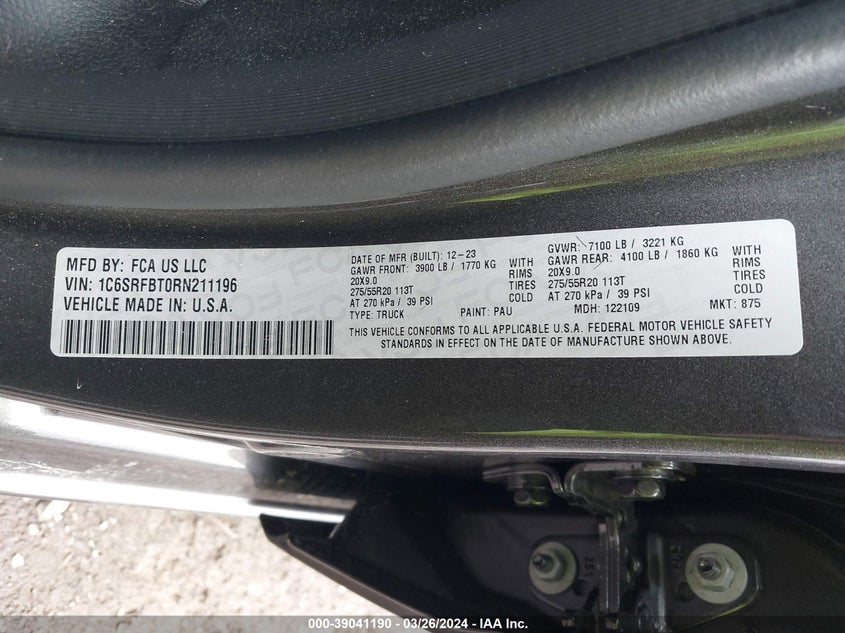 MFD BY: FCA US LLC
VIN: 1C6SRFBT0RN211196
VEHICLE MADE IN: U.S.A.
DATE OF MFR (BUILT): 12-23
GAWR FRONT: 3900 LB / 1770 KG WITH
20X9.0 RIMS
275/55R20 113T TIRES
AT 270 kPa / 39 PSI COLD
TYPE: TRUCK PAINT: PAU
GVWR: 7100 LB / 3221 KG
GAWR REAR: 4100 LB / 1860 KG WITH
20X9.0 RIMS
275/55R20 113T TIRES
AT 270 kPa / 39 PSI COLD
MDH: 122109 MKT: 875
THIS VEHICLE CONFORMS TO ALL APPLICABLE U.S.A. FEDERAL MOTOR VEHICLE SAFETY
STANDARDS IN EFFECT ON THE DATE OF MANUFACTURE SHOWN ABOVE.
000-39041190 - 03/26/2024 - IAA Inc.